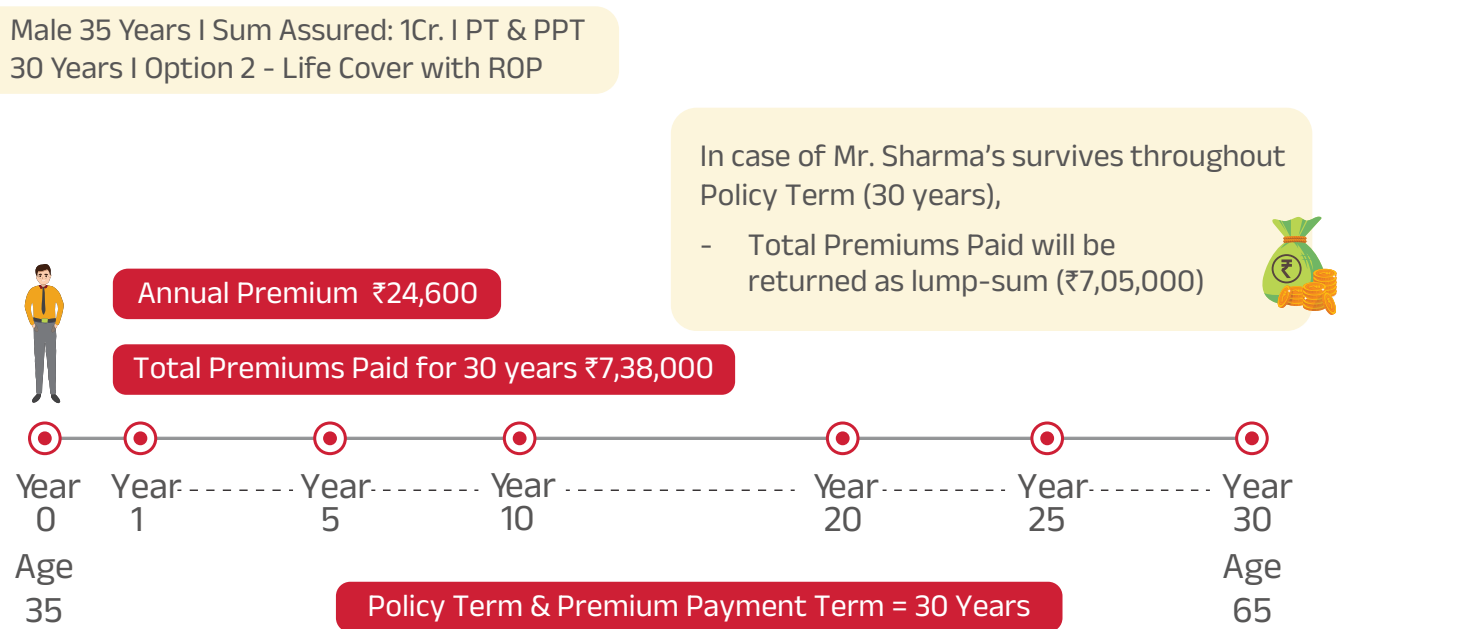 Male 35 Years I Sum Assured: 1Cr. I PT & PPT
30 Years I Option 2 - Life Cover with ROP
In case of Mr. Sharma’s survives throughout
Policy Term (30 years),
- Total Premiums Paid will be
returned as lump-sum (₹7,05,000)
₹
Annual Premium ₹24,600
Total Premiums Paid for 30 years ₹7,38,000
Year Year Year Year Year Year Year
0 1 5 10 20 25 30
Age Age
35 65
Policy Term & Premium Payment Term = 30 Years